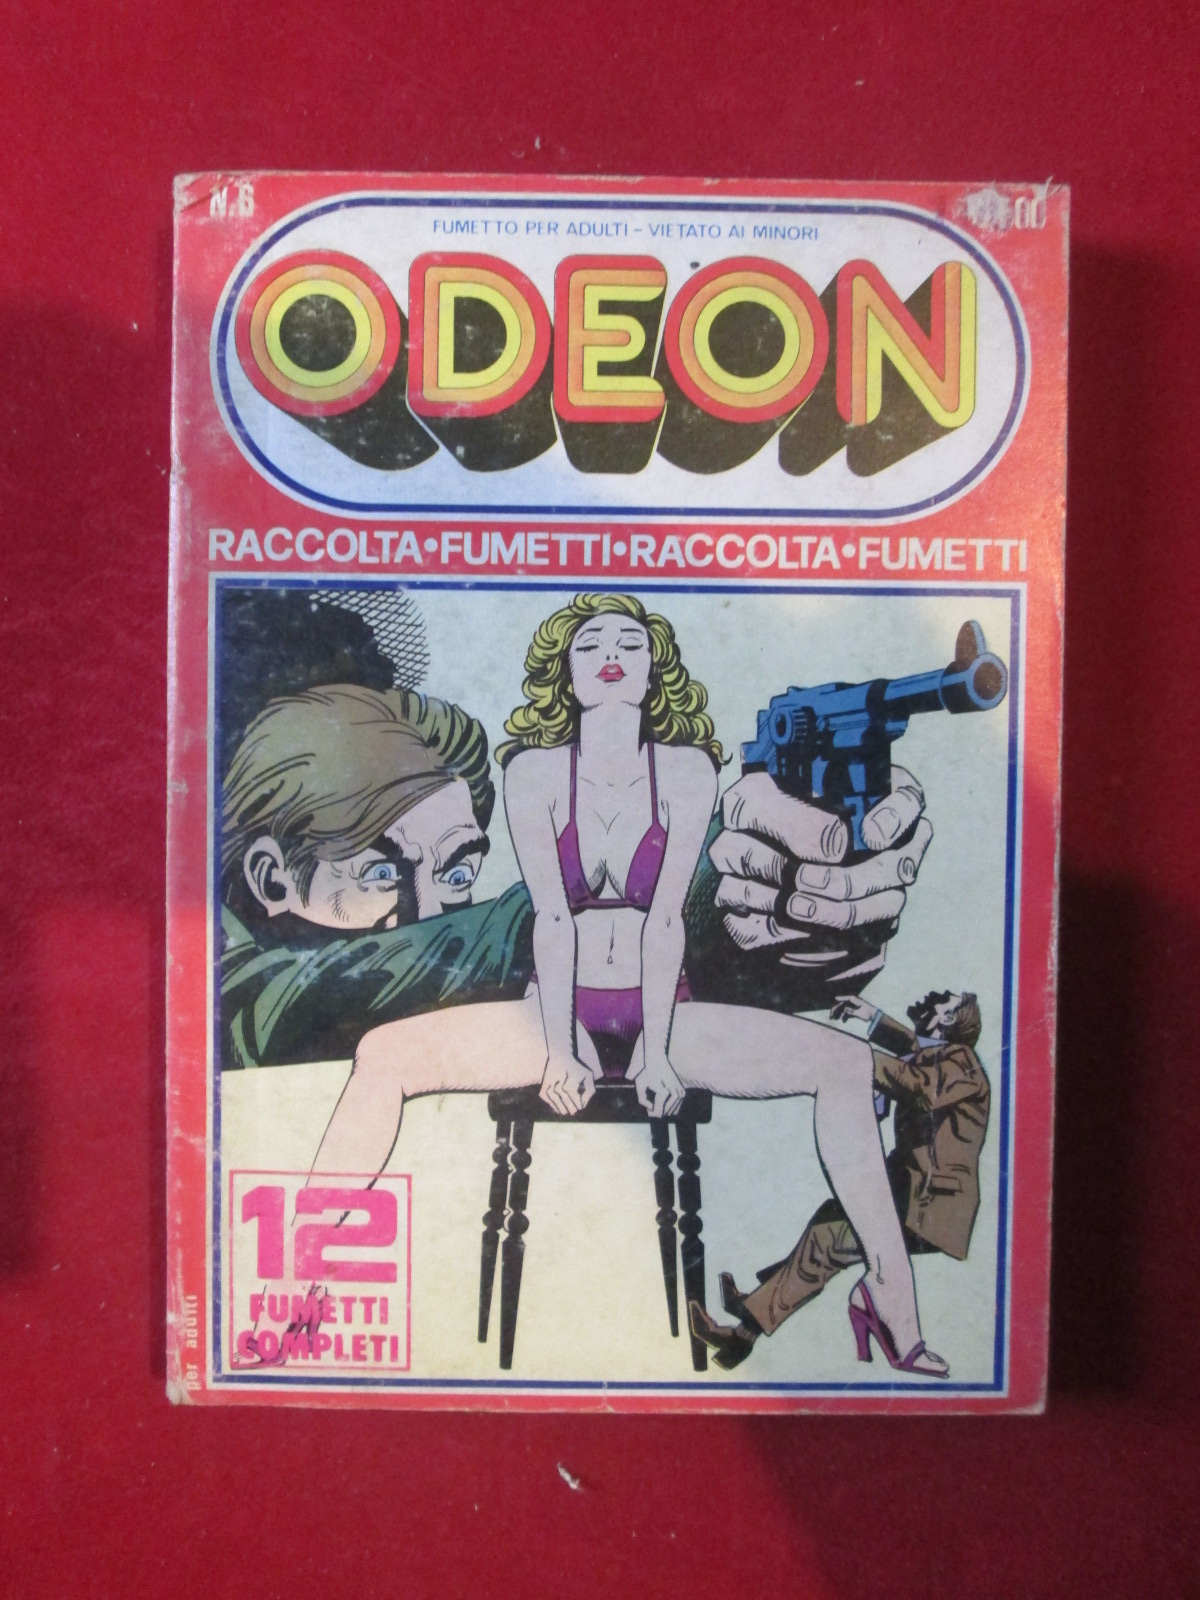 N.6
FUMETTO PER ADULTI - VIETATO AI MINORI
ODEON
RACCOLTA•FUMETTI•RACCOLTA•FUMETTI
12
FUMETTI
COMPLETI
per adulti